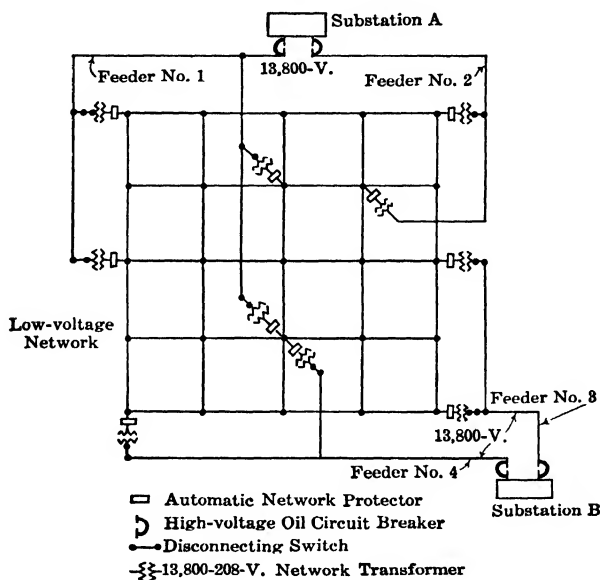 Substation A
Feeder No. 1
13,800-V.
Feeder No. 2
Low-voltage
Network
Feeder No. 3
13,800-V.
Feeder No. 4
Substation B
Automatic Network Protector
High-voltage Oil Circuit Breaker
Disconnecting Switch
13,800-208-V. Network Transformer